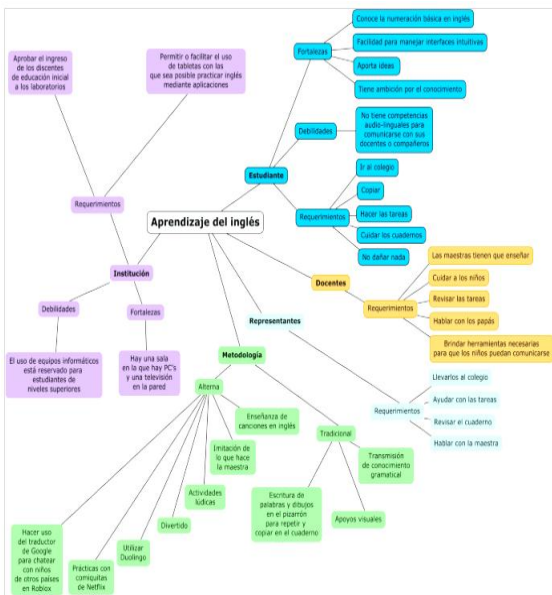 Aprobar el ingreso
de los discentes
de educación inicial
a los laboratorios
Permitir o facilitar el uso
de tabletas con las
que sea posible practicar inglés
mediante aplicaciones
Requerimientos
Institución
Debilidades
Fortalezas
El uso de equipos informáticos
está reservado para
estudiantes de
niveles superiores
Hay una sala
en la que hay PC's
y una televisión
en la pared
Aprendizaje del inglés
Estudiante
Fortalezas
Conoce la numeración básica en inglés
Facilidad para manejar interfaces intuitivas
Aporta ideas
Tiene ambición por el conocimiento
Debilidades
No tiene competencias
audio-linguales para
comunicarse con sus
docentes o compañeros
Requerimientos
Ir al colegio
Copiar
Hacer las tareas
Cuidar los cuadernos
No dañar nada
Docentes
Requerimientos
Las maestras tienen que enseñar
Cuidar a los niños
Revisar las tareas
Hablar con los papás
Brindar herramientas necesarias
para que los niños puedan comunicarse
Representantes
Requerimientos
Llevarlos al colegio
Ayudar con las tareas
Revisar el cuaderno
Hablar con la maestra
Metodología
Alterna
Enseñanza de
canciones en inglés
Imitación de
lo que hace
la maestra
Actividades
lúdicas
Divertido
Utilizar
Duolingo
Prácticas con
comiquitas
de Netflix
Hacer uso
del traductor
de Google
para chatear
con niños
de otros países
en Roblox
Tradicional
Transmisión
de conocimiento
gramatical
Escritura de
palabras y dibujos
en el pizarrón
para repetir y
copiar en el cuaderno
Apoyos visuales